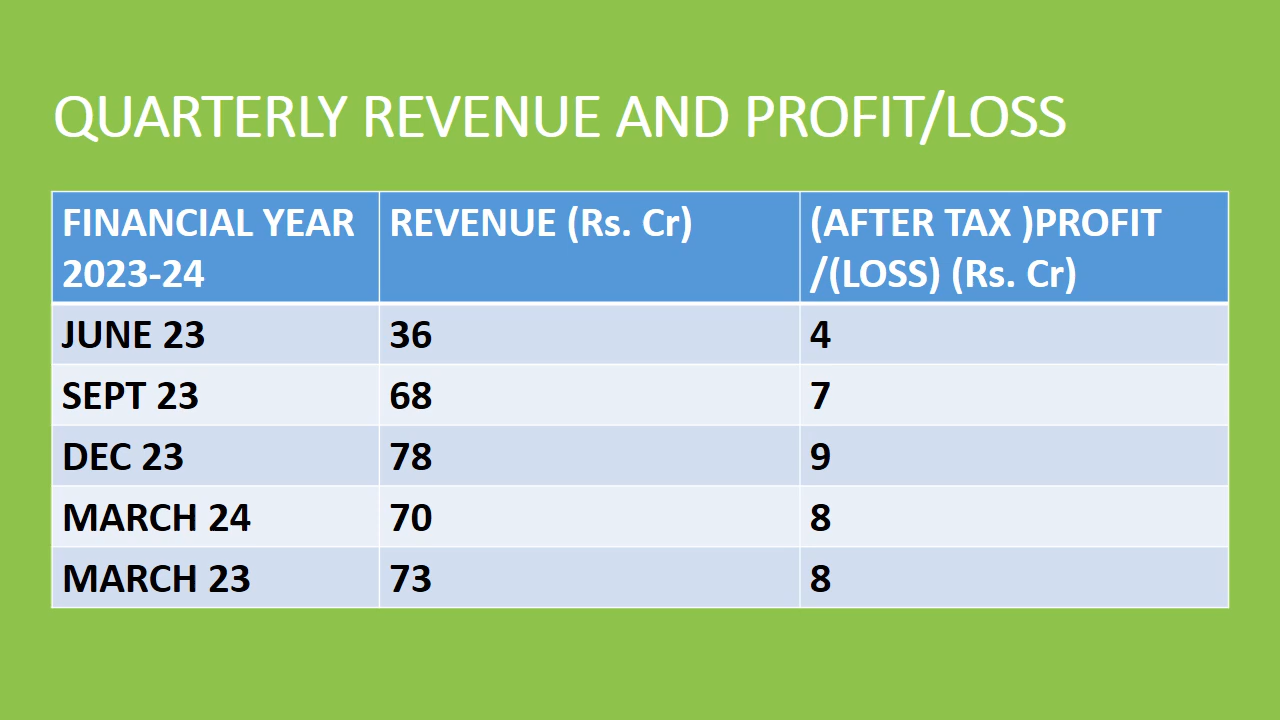 QUARTERLY REVENUE AND PROFIT/LOSS
FINANCIAL YEAR 2023-24 REVENUE (Rs. Cr) (AFTER TAX )PROFIT /(LOSS) (Rs. Cr)
JUNE 23 36 4
SEPT 23 68 7
DEC 23 78 9
MARCH 24 70 8
MARCH 23 73 8